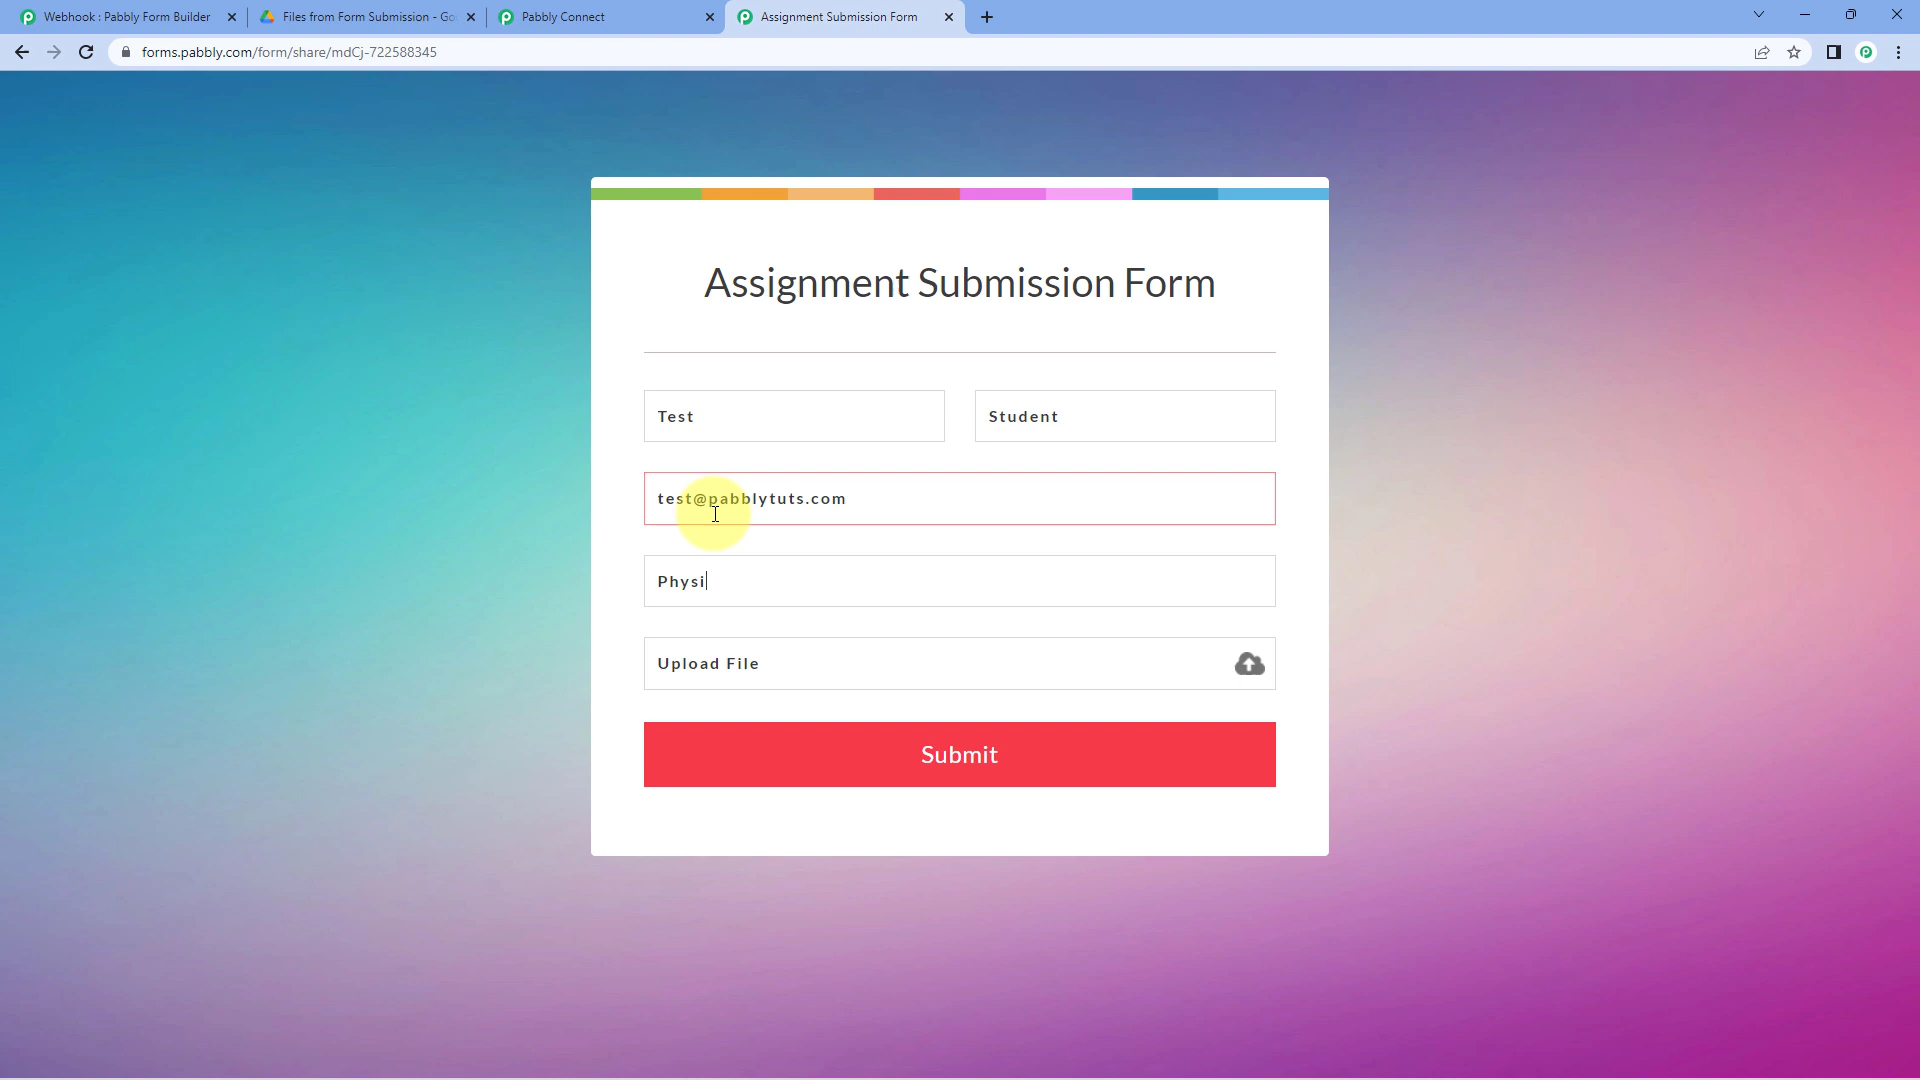 Webhook : Pabbly Form Builder
Files from Form Submission - Go
Pabbly Connect
Assignment Submission Form
forms.pabbly.com/form/share/mdCj-722588345
Assignment Submission Form
Test
Student
test@pabblytuts.com
Physi
Upload File
Submit